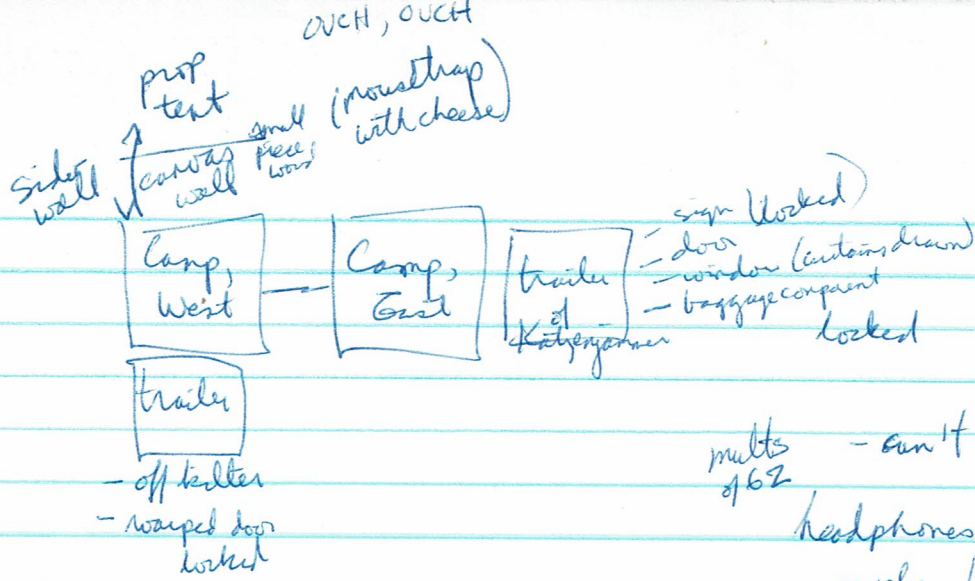 OUCH, OUCH
prop
tent
(mousetrap
with cheese)
small
piece
side
wall
canvas
wall
Camp,
West
Camp,
East
trailer
of
Katzenjammer
- sign (locked)
- door
- window (curtains drawn)
- baggage compaent
locked
trailer
- off kilter
- warped door
locked
mults
of 62
- can't
headphones